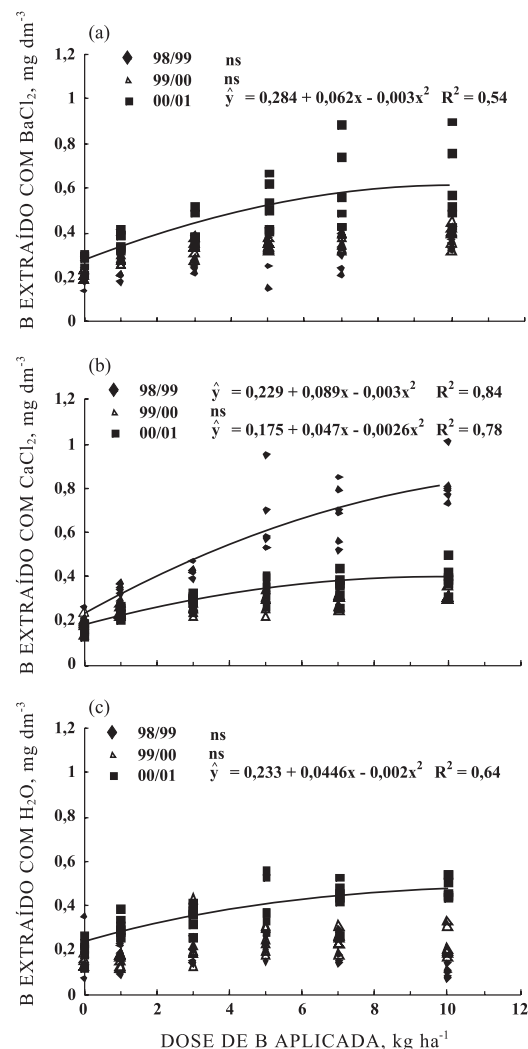 (a)
B EXTRAÍDO COM BaCl₂, mg dm⁻³
1,2
1
0,8
0,6
0,4
0,2
0
98/99 ns
99/00 ns
00/01 ŷ = 0,284 + 0,062x - 0,003x² R² = 0,54
(b)
B EXTRAÍDO COM CaCl₂, mg dm⁻³
1,2
1
0,8
0,6
0,4
0,2
0
98/99 ŷ = 0,229 + 0,089x - 0,003x² R² = 0,84
99/00 ns
00/01 ŷ = 0,175 + 0,047x - 0,0026x² R² = 0,78
(c)
B EXTRAÍDO COM H₂O, mg dm⁻³
1,2
1
0,8
0,6
0,4
0,2
0
98/99 ns
99/00 ns
00/01 ŷ = 0,233 + 0,0446x - 0,002x² R² = 0,64
0 2 4 6 8 10 12
DOSE DE B APLICADA, kg ha⁻¹